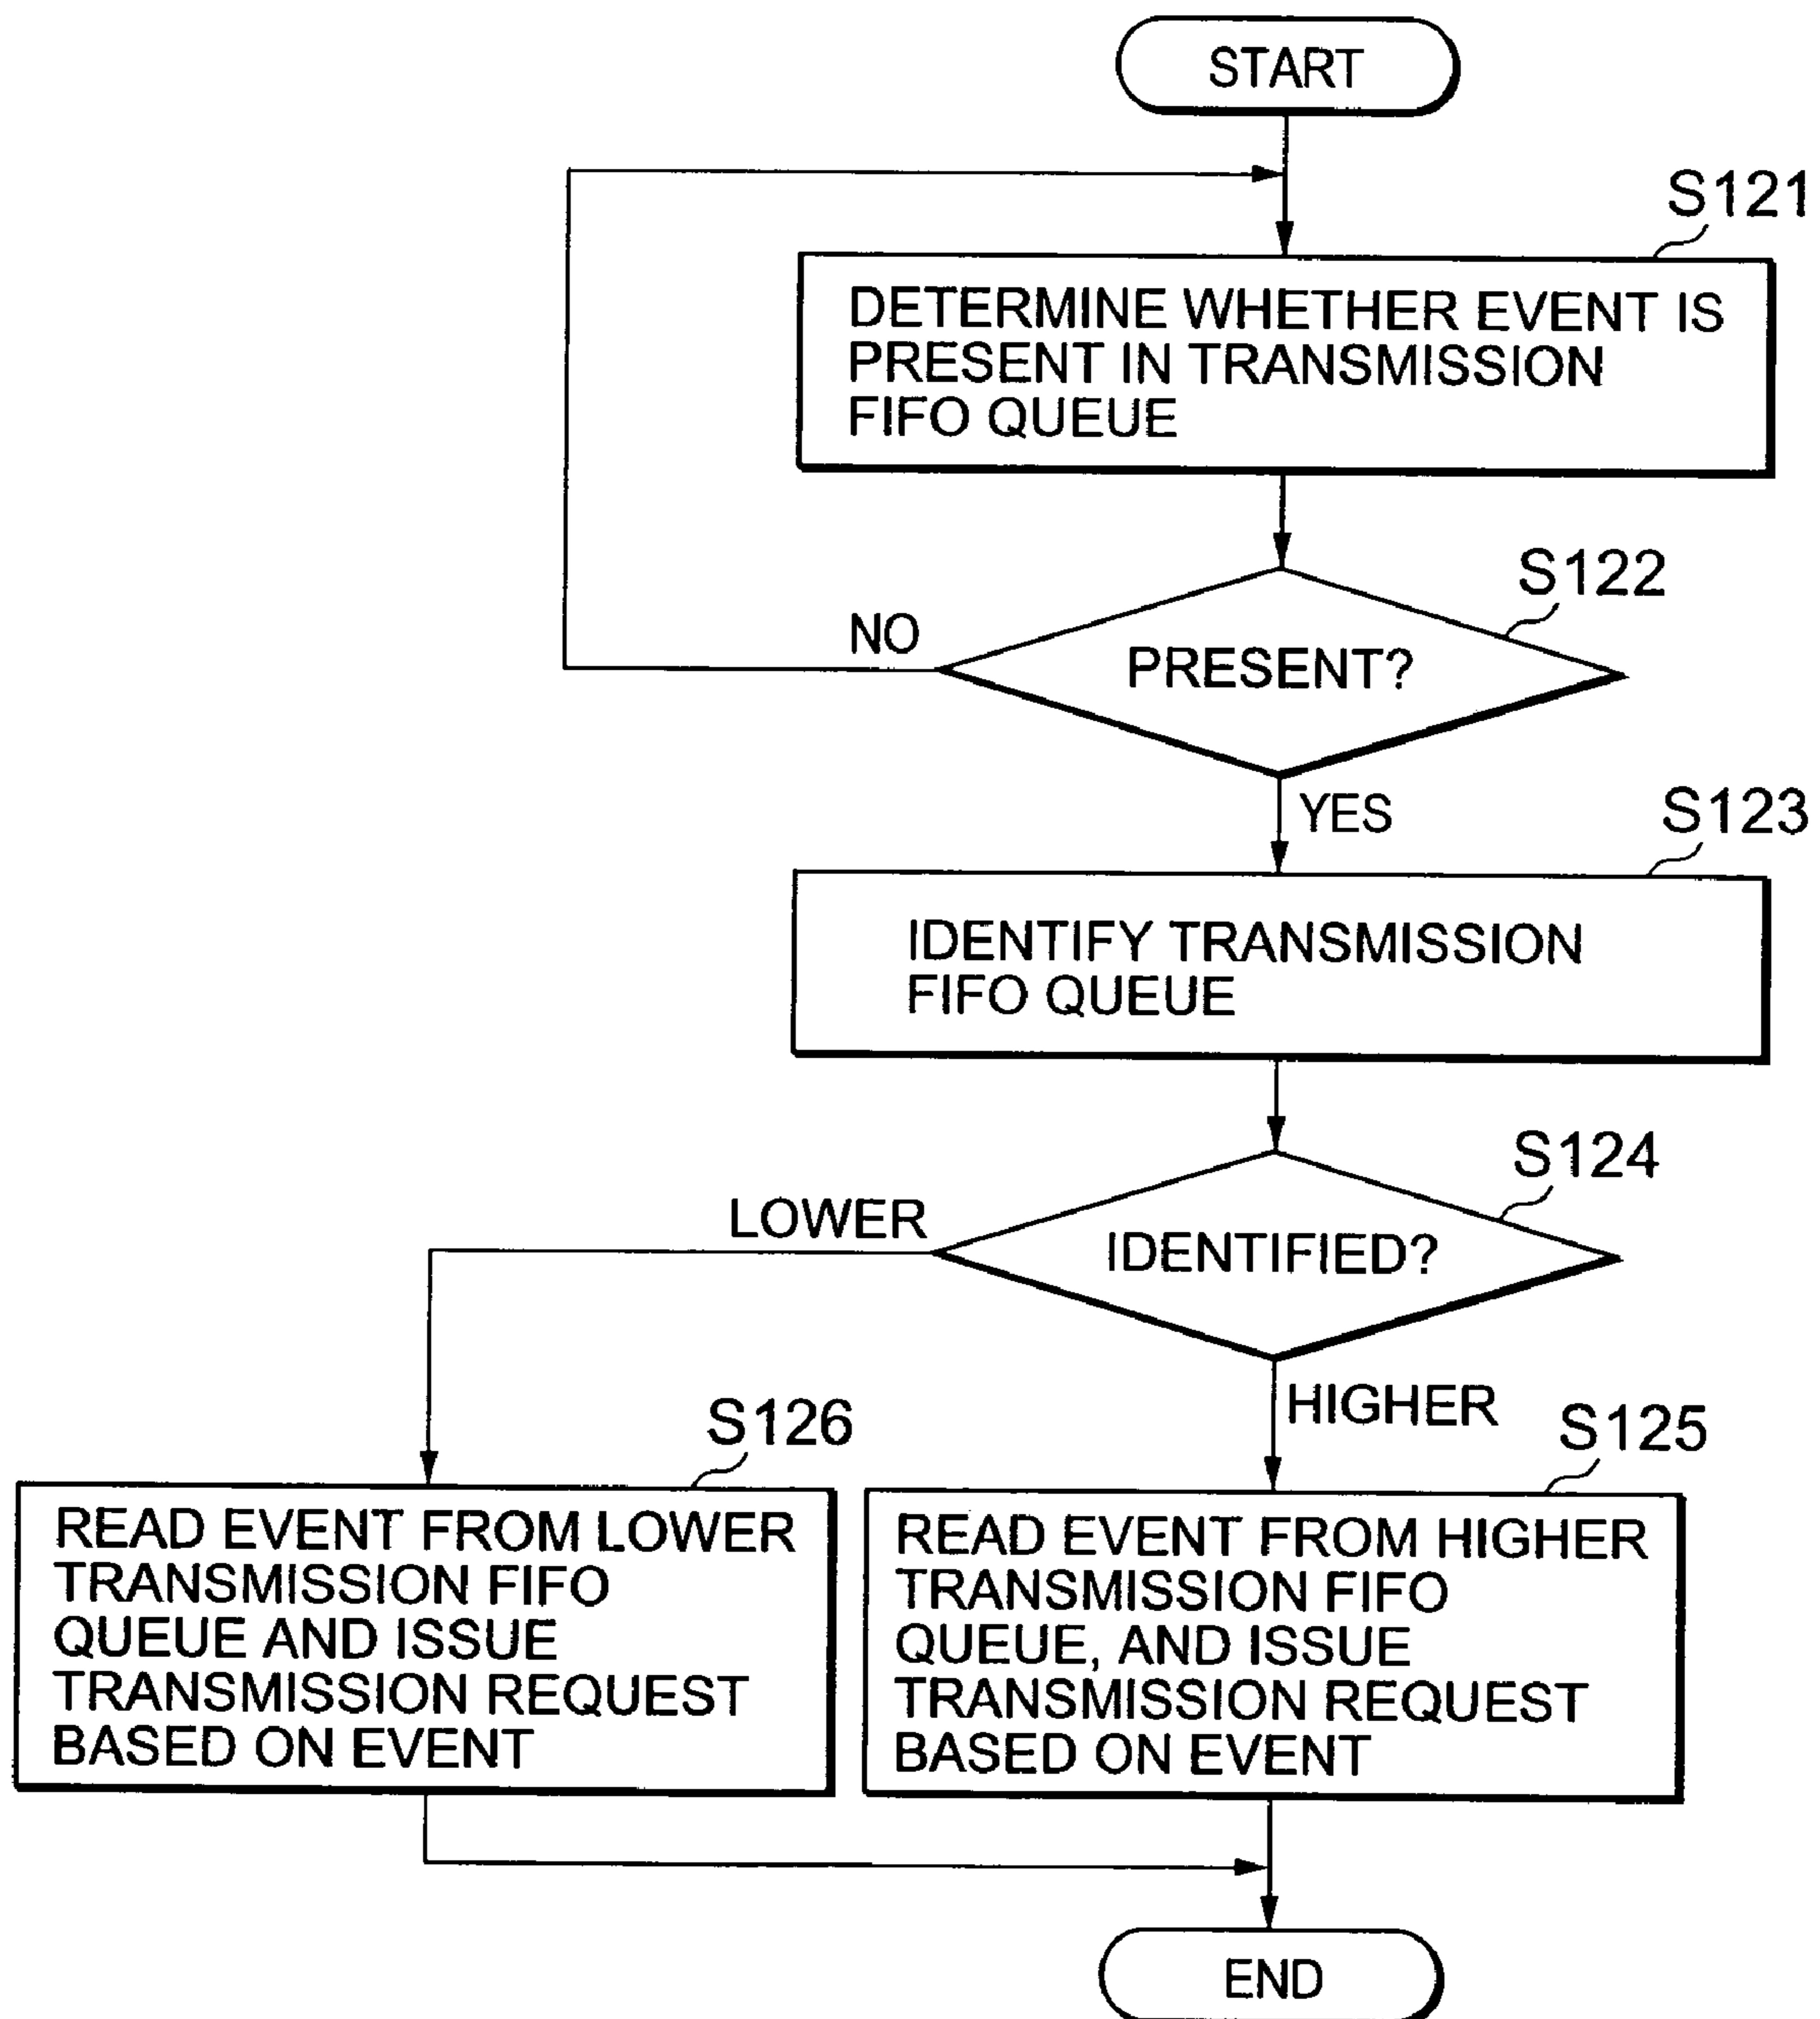 START
S121
DETERMINE WHETHER EVENT IS
PRESENT IN TRANSMISSION
FIFO QUEUE
S122
NO
PRESENT?
YES
S123
IDENTIFY TRANSMISSION
FIFO QUEUE
S124
LOWER
IDENTIFIED?
HIGHER
S126
READ EVENT FROM LOWER
TRANSMISSION FIFO
QUEUE AND ISSUE
TRANSMISSION REQUEST
BASED ON EVENT
S125
READ EVENT FROM HIGHER
TRANSMISSION FIFO
QUEUE, AND ISSUE
TRANSMISSION REQUEST
BASED ON EVENT
END